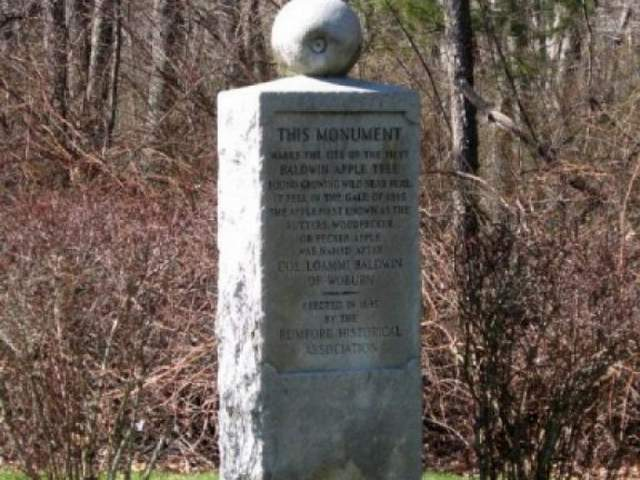 THIS MONUMENT
MARKS THE SITE OF THE FIRST
BALDWIN APPLE TREE
FOUND GROWING WILD NEAR HERE.
IT FELL IN THE GALE OF 1815.
THE APPLE FIRST KNOWN AS THE
BUTTERS, WOODPECKER
OR PECKER APPLE
WAS NAMED AFTER
COL. LOAMMI BALDWIN
OF WOBURN
ERECTED IN 1895
BY THE
RUMFORD HISTORICAL
ASSOCIATION